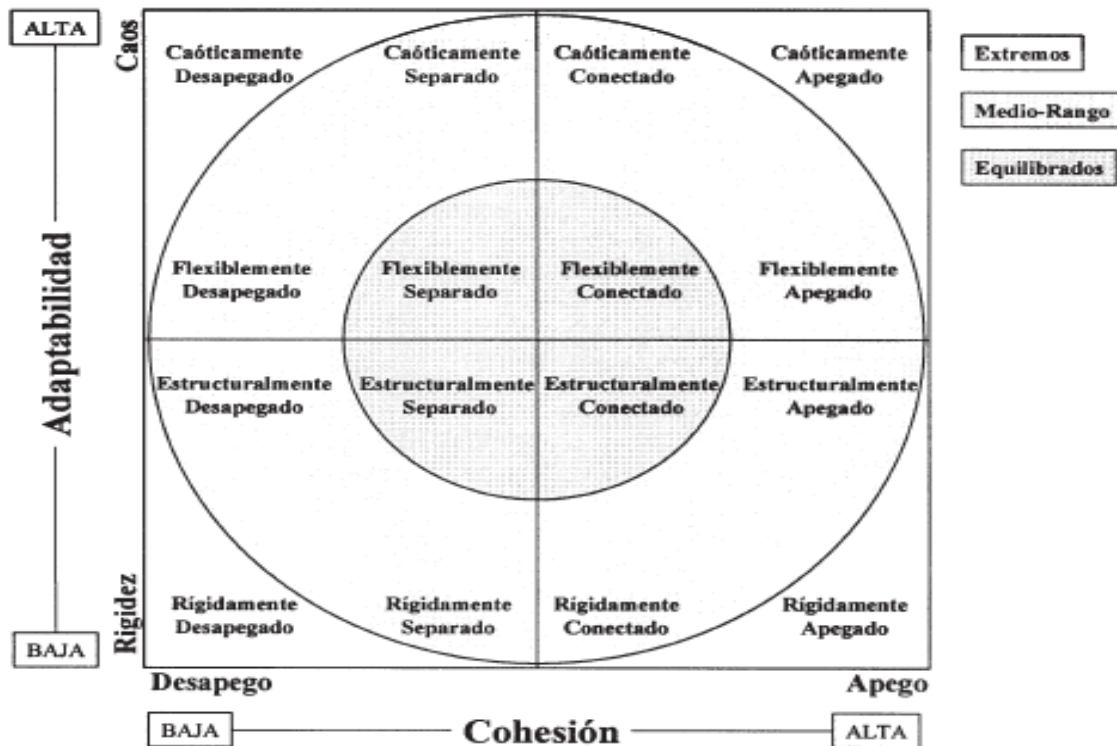 ALTA
Caos
Caóticamente
Desapegado
Caóticamente
Separado
Caóticamente
Conectado
Caóticamente
Apegado
Extremos
Medio-Rango
Equilibrados
Adaptabilidad
Flexiblemente
Desapegado
Flexiblemente
Separado
Flexiblemente
Conectado
Flexiblemente
Apegado
Estructuralmente
Desapegado
Estructuralmente
Separado
Estructuralmente
Conectado
Estructuralmente
Apegado
Rígidamente
Desapegado
Rígidamente
Separado
Rígidamente
Conectado
Rígidamente
Apegado
Rigidez
BAJA
Desapego
Apego
BAJA
Cohesión
ALTA